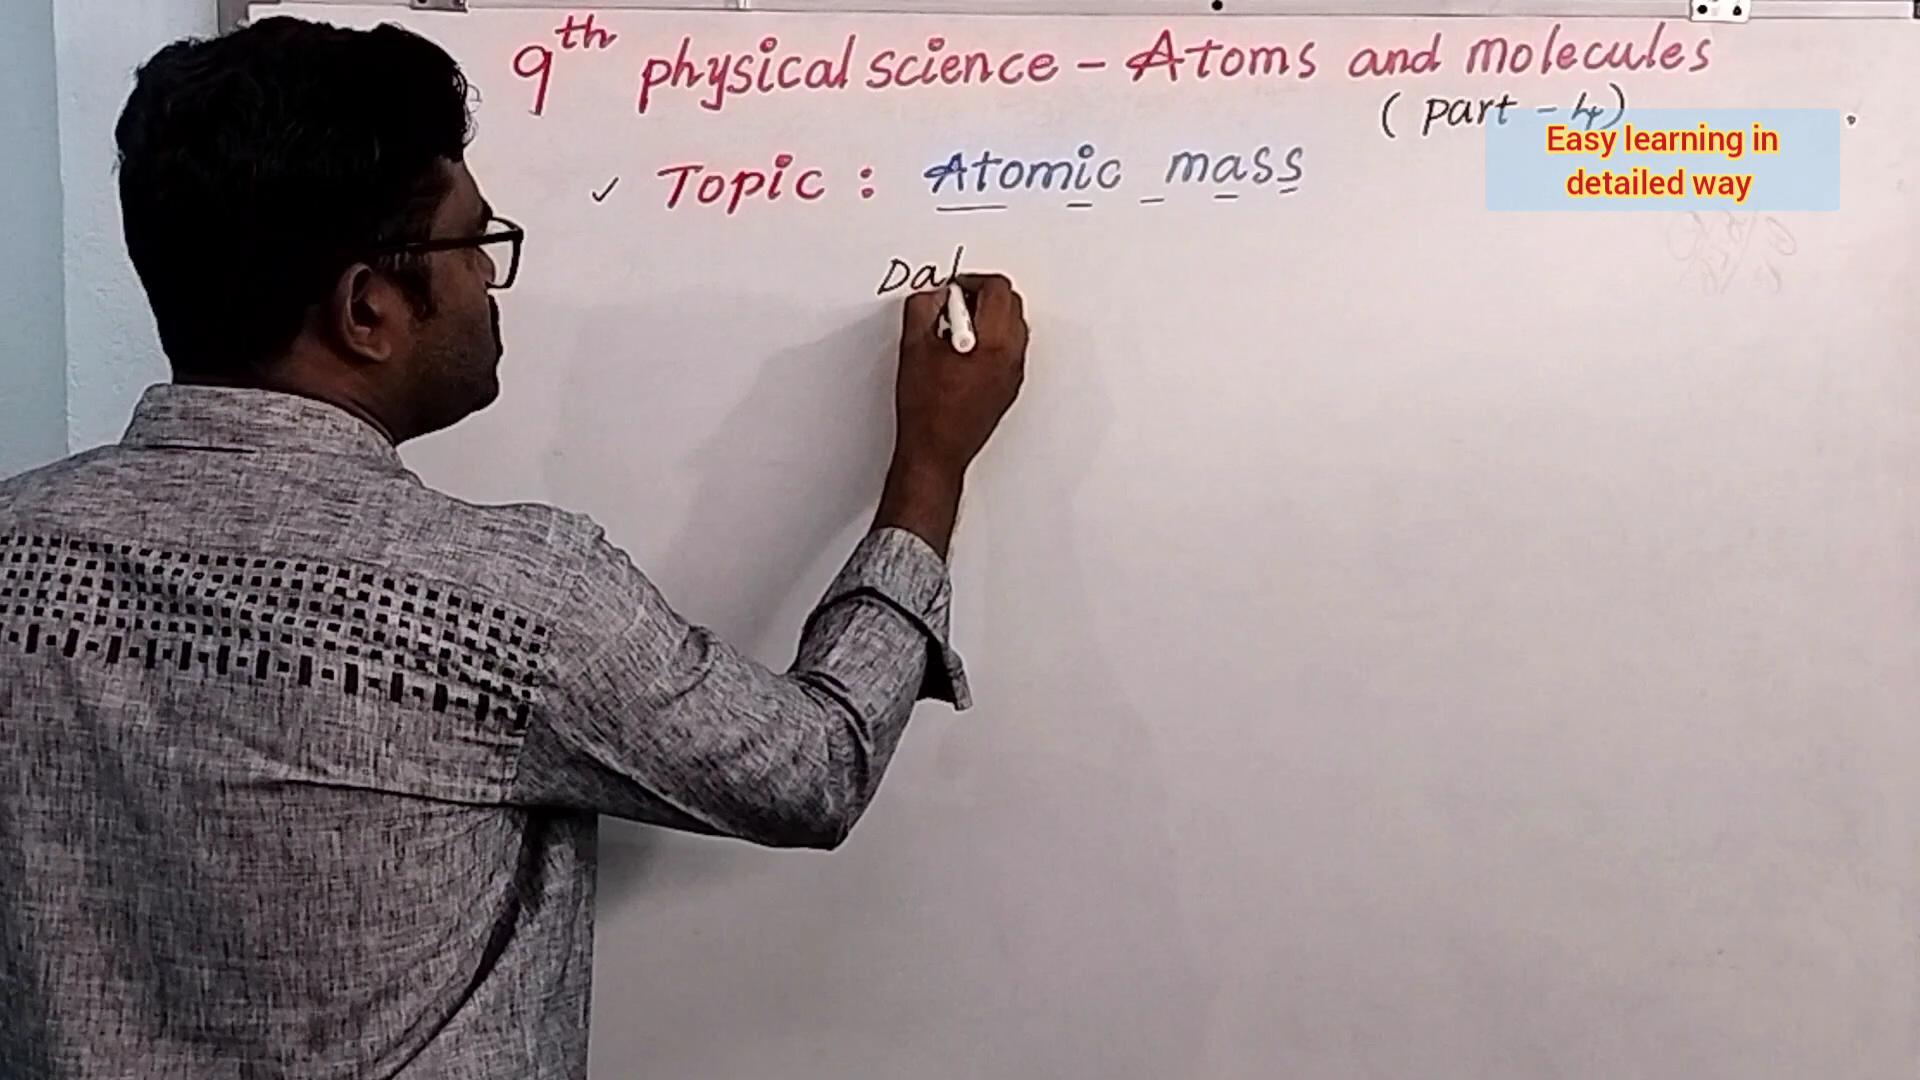 9th physical science - Atoms and molecules
(part - 4)
Easy learning in
detailed way
✓ Topic : Atomic mass
Dal